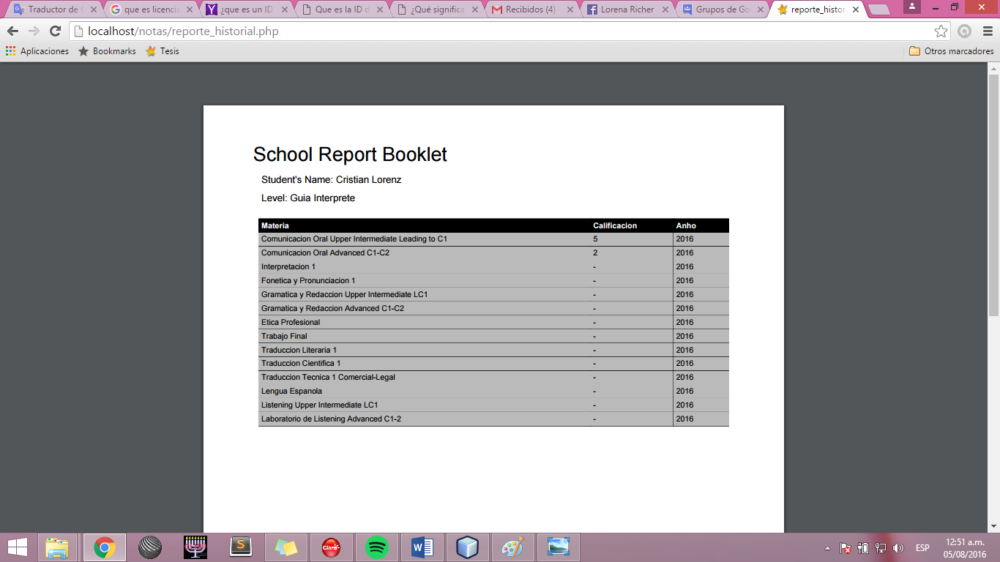 Traductor de G
que es licencie
¿que es un ID
Que es la ID d
¿Qué significa
Recibidos (4) -
Lorena Richer
Grupos de Go
reporte_histor
localhost/notas/reporte_historial.php
Aplicaciones Bookmarks Tesis Otros marcadores
School Report Booklet
Student's Name: Cristian Lorenz
Level: Guia Interprete
Materia Calificacion Anho
Comunicacion Oral Upper Intermediate Leading to C1 5 2016
Comunicacion Oral Advanced C1-C2 2 2016
Interpretacion 1 - 2016
Fonetica y Pronunciacion 1 - 2016
Gramatica y Redaccion Upper Intermediate LC1 - 2016
Gramatica y Redaccion Advanced C1-C2 - 2016
Etica Profesional - 2016
Trabajo Final - 2016
Traduccion Literaria 1 - 2016
Traduccion Cientifica 1 - 2016
Traduccion Tecnica 1 Comercial-Legal - 2016
Lengua Espanola - 2016
Listening Upper Intermediate LC1 - 2016
Laboratorio de Listening Advanced C1-2 - 2016
ESP
12:51 a.m.
05/08/2016